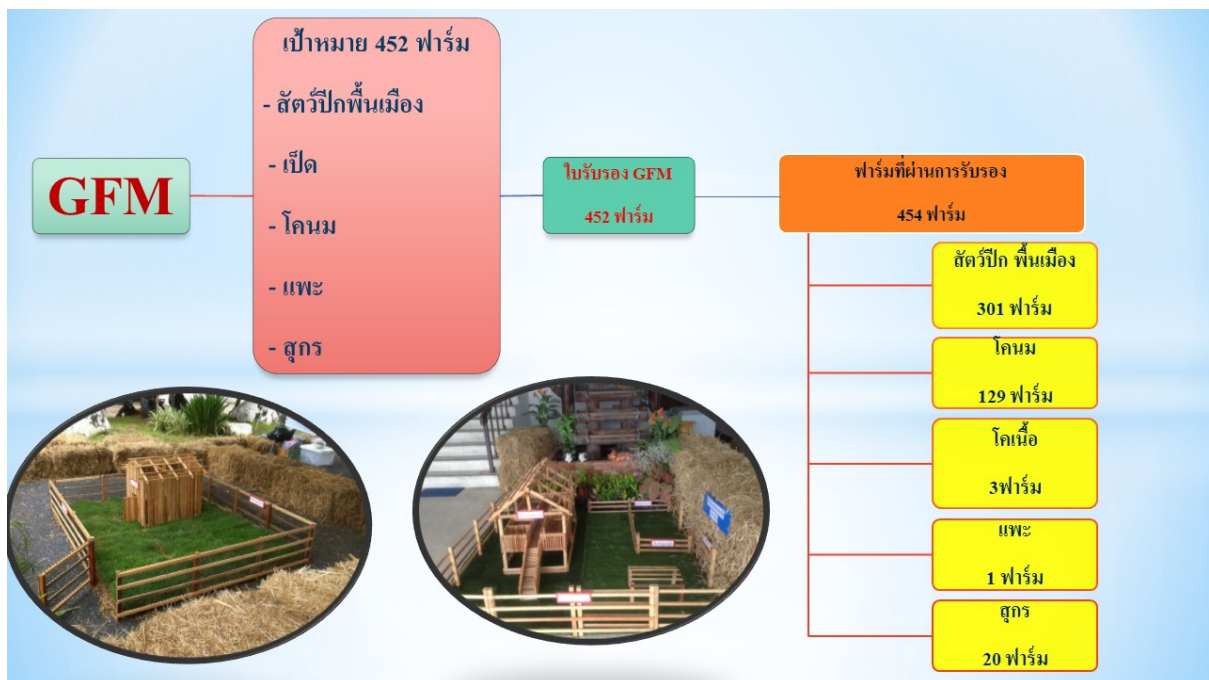 GFM
เป้าหมาย 452 ฟาร์ม
- สัตว์ปีกพื้นเมือง
- เป็ด
- โคนม
- แพะ
- สุกร
ใบรับรอง GFM
452 ฟาร์ม
ฟาร์มที่ผ่านการรับรอง
454 ฟาร์ม
สัตว์ปีก พื้นเมือง
301 ฟาร์ม
โคนม
129 ฟาร์ม
โคเนื้อ
3ฟาร์ม
แพะ
1 ฟาร์ม
สุกร
20 ฟาร์ม